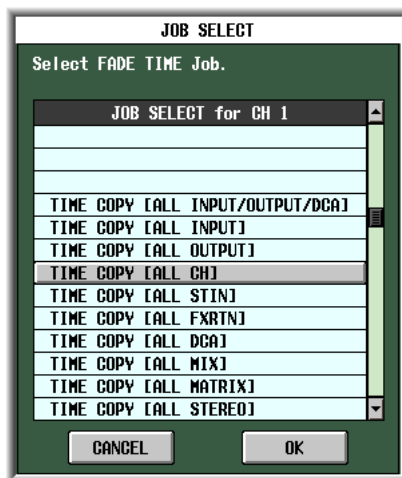 JOB SELECT
Select FADE TIME Job.
JOB SELECT for CH 1
TIME COPY [ALL INPUT/OUTPUT/DCA]
TIME COPY [ALL INPUT]
TIME COPY [ALL OUTPUT]
TIME COPY [ALL CH]
TIME COPY [ALL STIN]
TIME COPY [ALL FXRTN]
TIME COPY [ALL DCA]
TIME COPY [ALL MIX]
TIME COPY [ALL MATRIX]
TIME COPY [ALL STEREO]
CANCEL OK